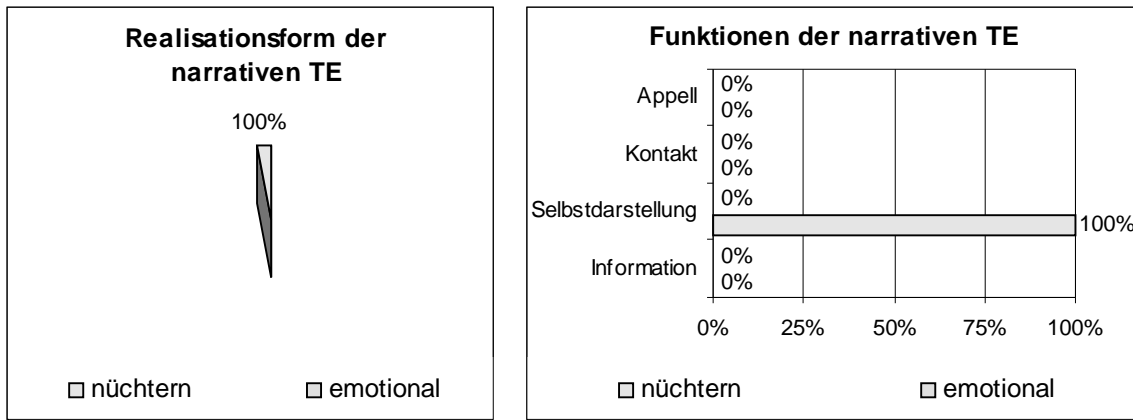 Realisationsform der
narrativen TE
100%
nüchtern emotional
Funktionen der narrativen TE
Appell 0%
0%
Kontakt 0%
0%
Selbstdarstellung 0%
100%
Information 0%
0%
0% 25% 50% 75% 100%
nüchtern emotional